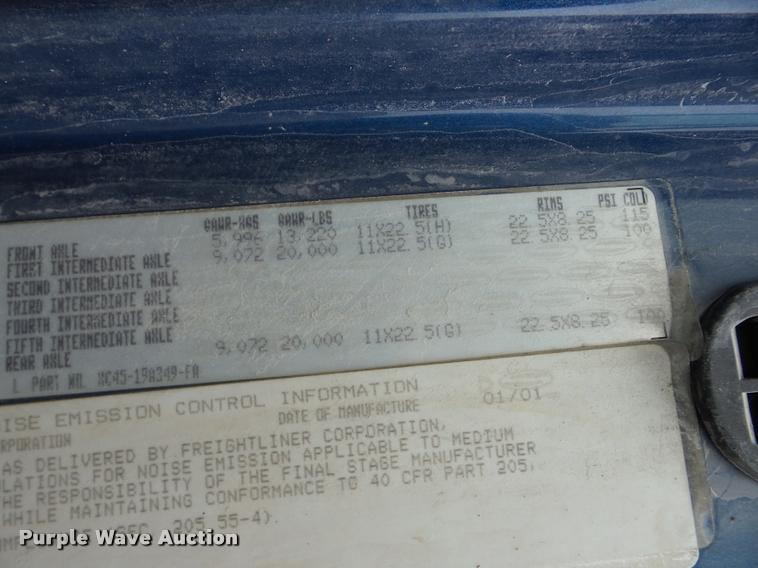 GAWR-KGS GAWR-LBS TIRES RIMS PSI COLD
FRONT AXLE 5,996 13,220 11X22.5(H) 22.5X8.25 115
FIRST INTERMEDIATE AXLE 9,072 20,000 11X22.5(G) 22.5X8.25 100
SECOND INTERMEDIATE AXLE
THIRD INTERMEDIATE AXLE
FOURTH INTERMEDIATE AXLE
FIFTH INTERMEDIATE AXLE
REAR AXLE 9,072 20,000 11X22.5(G) 22.5X8.25 100
PART NO. XC45-19A349-FA
OISE EMISSION CONTROL INFORMATION
CORPORATION DATE OF MANUFACTURE 01/01
AS DELIVERED BY FREIGHTLINER CORPORATION,
LATIONS FOR NOISE EMISSION APPLICABLE TO MEDIUM
HE RESPONSIBILITY OF THE FINAL STAGE MANUFACTURER
WHILE MAINTAINING CONFORMANCE TO 40 CFR PART 205,
205.55-4).
Purple Wave Auction